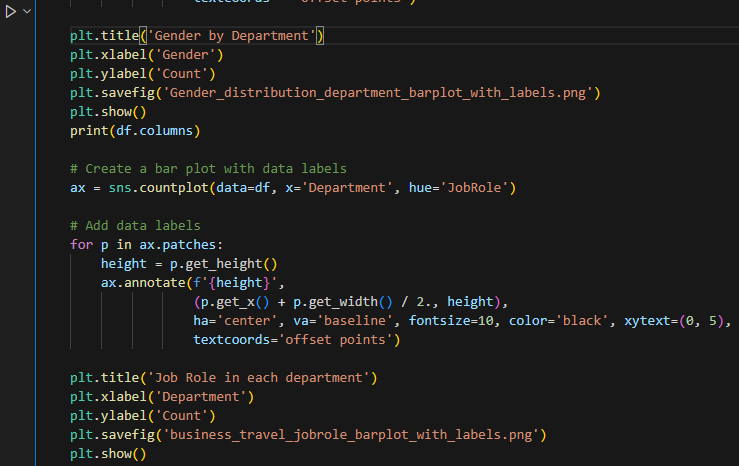 textcoords='offset points')
plt.title('Gender by Department')
plt.xlabel('Gender')
plt.ylabel('Count')
plt.savefig('Gender_distribution_department_barplot_with_labels.png')
plt.show()
print(df.columns)
# Create a bar plot with data labels
ax = sns.countplot(data=df, x='Department', hue='JobRole')
# Add data labels
for p in ax.patches:
    height = p.get_height()
    ax.annotate(f'{height}',
                (p.get_x() + p.get_width() / 2., height),
                ha='center', va='baseline', fontsize=10, color='black', xytext=(0, 5),
                textcoords='offset points')
plt.title('Job Role in each department')
plt.xlabel('Department')
plt.ylabel('Count')
plt.savefig('business_travel_jobrole_barplot_with_labels.png')
plt.show()